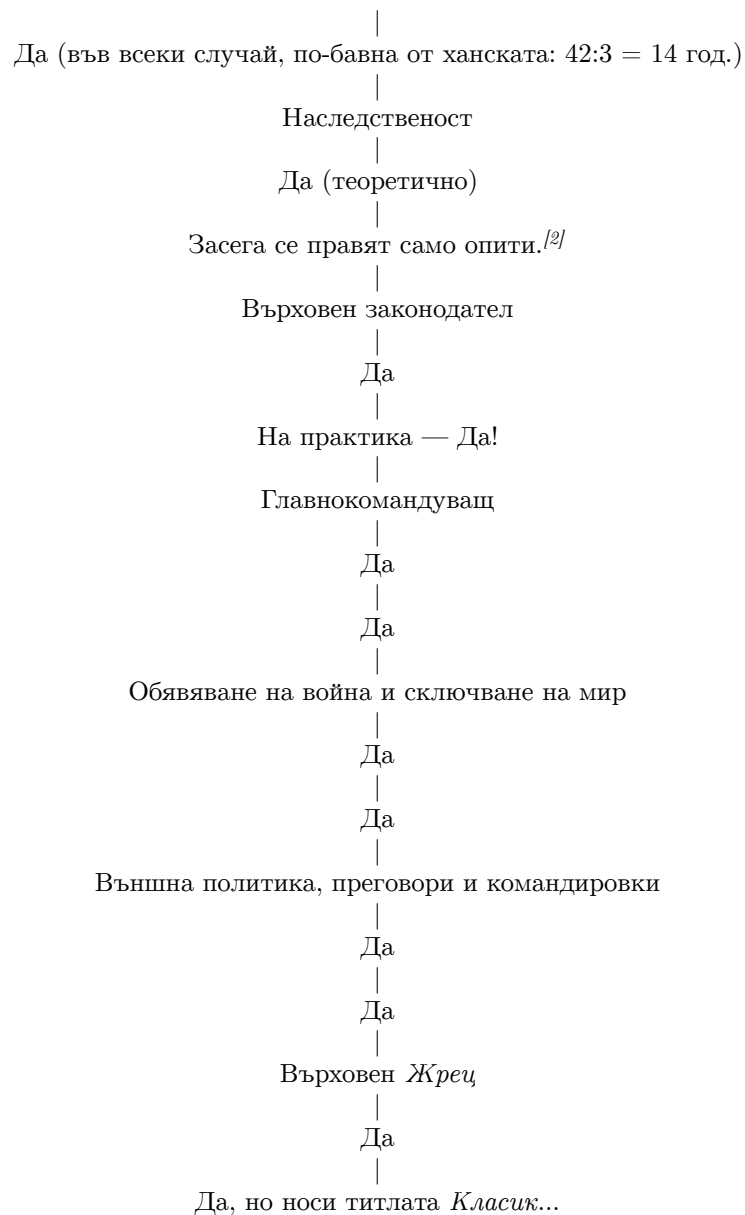 |
Да (във всеки случай, по-бавна от ханската: 42:3 = 14 год.)
|
Наследственост
|
Да (теоретично)
|
Засега се правят само опити.[2]
|
Върховен законодател
|
Да
|
На практика — Да!
|
Главнокомандуващ
|
Да
|
Да
|
Обявяване на война и сключване на мир
|
Да
|
Да
|
Външна политика, преговори и командировки
|
Да
|
Да
|
Върховен Жрец
|
Да
|
Да, но носи титлата Класик...